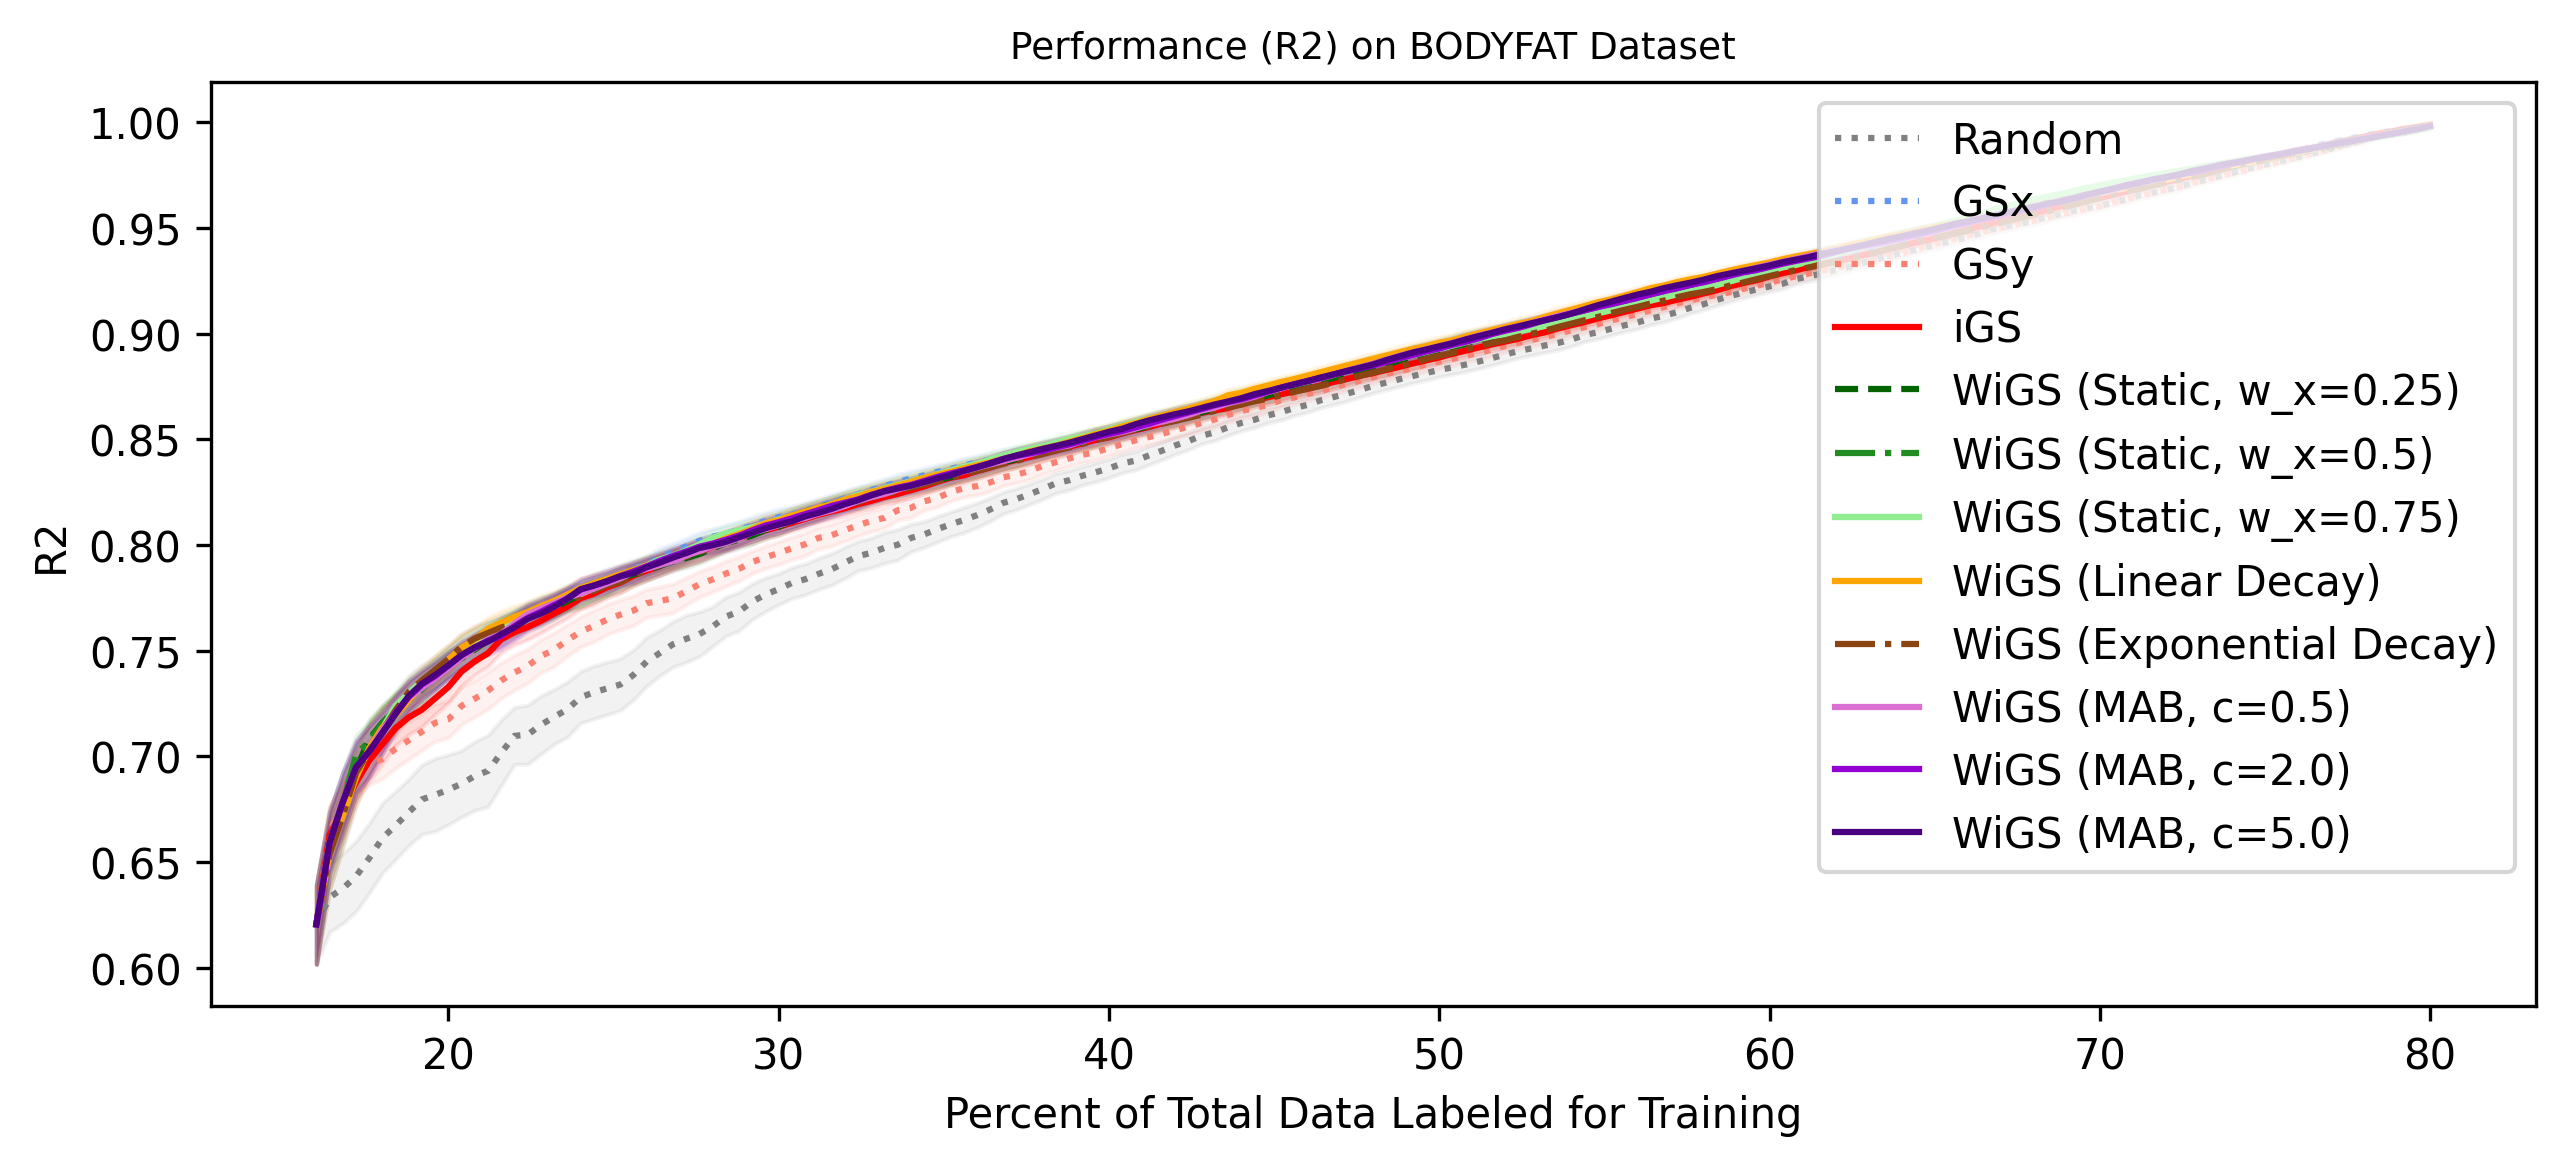 Performance (R2) on BODYFAT Dataset
1.00
0.95
0.90
0.85
0.80
0.75
0.70
0.65
0.60
R2
20 30 40 50 60 70 80
Percent of Total Data Labeled for Training
Random
GSx
GSy
iGS
WiGS (Static, w_x=0.25)
WiGS (Static, w_x=0.5)
WiGS (Static, w_x=0.75)
WiGS (Linear Decay)
WiGS (Exponential Decay)
WiGS (MAB, c=0.5)
WiGS (MAB, c=2.0)
WiGS (MAB, c=5.0)